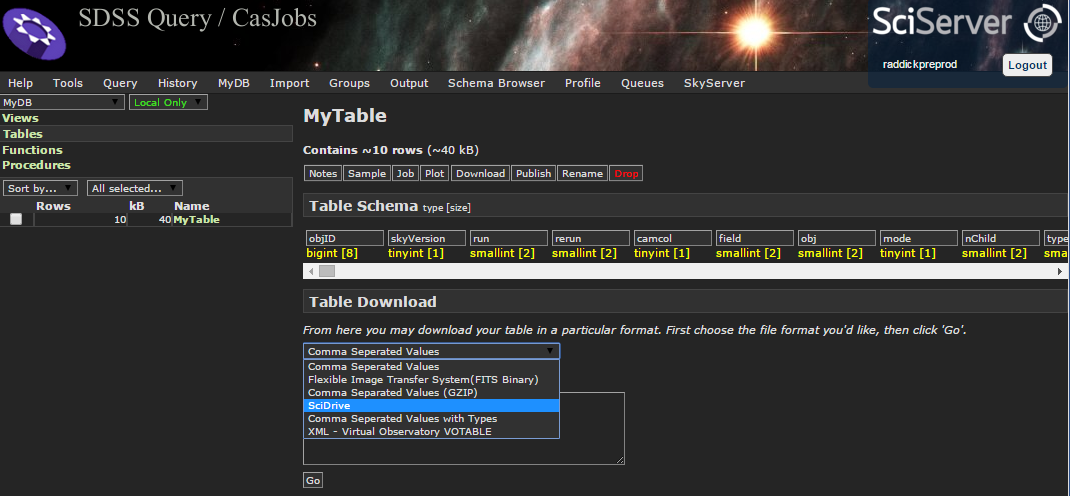 SDSS Query / CasJobs
SciServer
raddickpreprod
Logout
Help Tools Query History MyDB Import Groups Output Schema Browser Profile Queues SkyServer
MyDB Local Only
Views
Tables
Functions
Procedures
Sort by... All selected...
Rows kB Name
10 40 MyTable
MyTable
Contains ~10 rows (~40 kB)
Notes Sample Job Plot Download Publish Rename Drop
Table Schema type [size]
objID skyVersion run rerun camcol field obj mode nChild type
bigint [8] tinyint [1] smallint [2] smallint [2] tinyint [1] smallint [2] smallint [2] tinyint [1] smallint [2] sma
Table Download
From here you may download your table in a particular format. First choose the file format you'd like, then click 'Go'.
Comma Seperated Values
Comma Seperated Values
Flexible Image Transfer System(FITS Binary)
Comma Separated Values (GZIP)
SciDrive
Comma Seperated Values with Types
XML - Virtual Observatory VOTABLE
Go